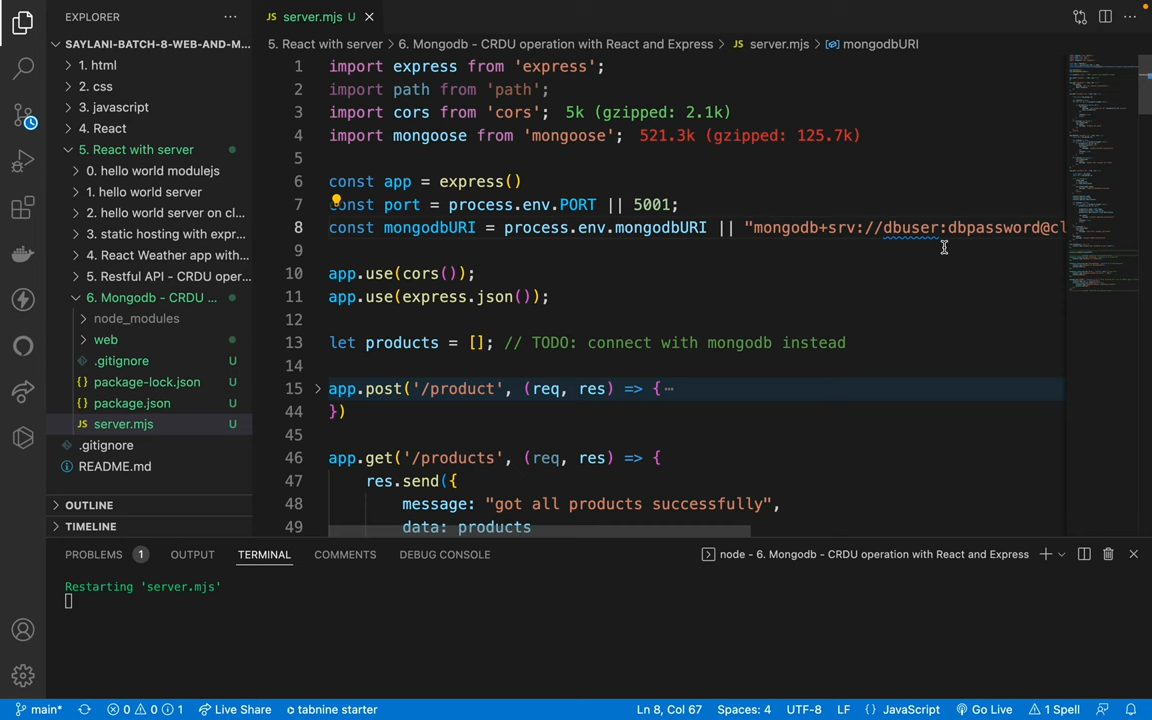 EXPLORER
SAYLANI-BATCH-8-WEB-AND-M...
1. html
2. css
3. javascript
4. React
5. React with server
0. hello world modulejs
1. hello world server
2. hello world server on cl...
3. static hosting with expr...
4. React Weather app with...
5. Restful API - CRDU oper...
6. Mongodb - CRDU ...
node_modules
web
.gitignore U
{} package-lock.json U
{} package.json U
JS server.mjs U
.gitignore
README.md
OUTLINE
TIMELINE
JS server.mjs U
5. React with server > 6. Mongodb - CRDU operation with React and Express > JS server.mjs > mongodbURI
1 import express from 'express';
2 import path from 'path';
3 import cors from 'cors'; 5k (gzipped: 2.1k)
4 import mongoose from 'mongoose'; 521.3k (gzipped: 125.7k)
5
6 const app = express()
7 const port = process.env.PORT || 5001;
8 const mongodbURI = process.env.mongodbURI || "mongodb+srv://dbuser:dbpassword@cl
9
10 app.use(cors());
11 app.use(express.json());
12
13 let products = []; // TODO: connect with mongodb instead
14
15 app.post('/product', (req, res) => {…
44 })
45
46 app.get('/products', (req, res) => {
47 res.send({
48 message: "got all products successfully",
49 data: products
PROBLEMS 1 OUTPUT TERMINAL COMMENTS DEBUG CONSOLE node - 6. Mongodb - CRDU operation with React and Express
Restarting 'server.mjs'
main* 0 0 1 Live Share tabnine starter Ln 8, Col 67 Spaces: 4 UTF-8 LF {} JavaScript Go Live 1 Spell